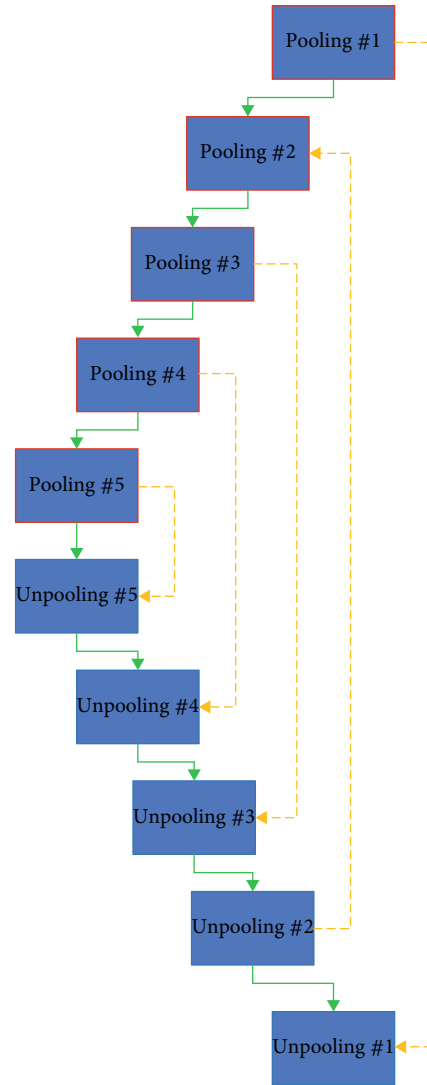 Pooling #1
Pooling #2
Pooling #3
Pooling #4
Pooling #5
Unpooling #5
Unpooling #4
Unpooling #3
Unpooling #2
Unpooling #1